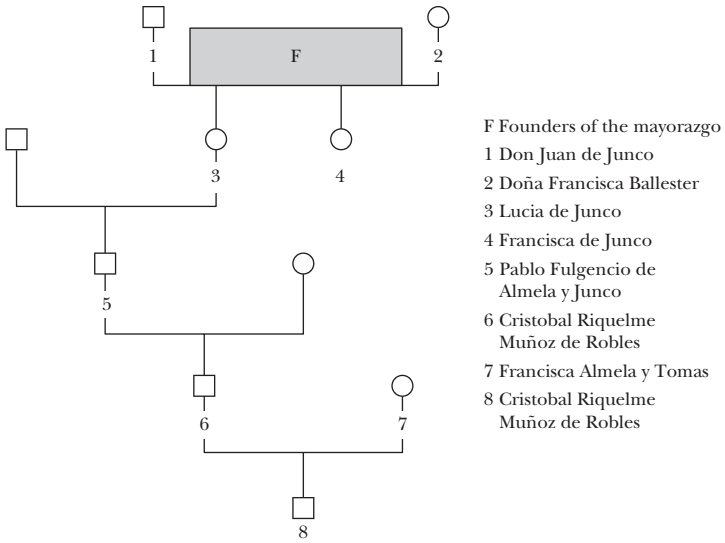 1
F
2
3
4
5
6
7
8
F Founders of the mayorazgo
1 Don Juan de Junco
2 Doña Francisca Ballester
3 Lucia de Junco
4 Francisca de Junco
5 Pablo Fulgencio de
Almela y Junco
6 Cristobal Riquelme
Muñoz de Robles
7 Francisca Almela y Tomas
8 Cristobal Riquelme
Muñoz de Robles